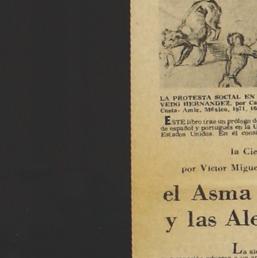 LA PROTESTA SOCIAL EN
VEDO HERNANDEZ, por Ca
Costa- Amic, México, 1971, 16
ESTE libro trae un prólogo d
de español y portugués en la U
Estados Unidos. En el cons
la Cie
por Víctor Migue
el Asma
y las Ale
La